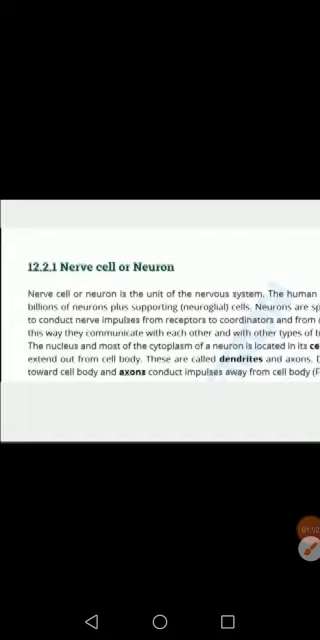 12.2.1 Nerve cell or Neuron
Nerve cell or neuron is the unit of the nervous system. The human
billions of neurons plus supporting (neuroglial) cells. Neurons are sp
to conduct nerve impulses from receptors to coordinators and from
this way they communicate with each other and with other types of b
The nucleus and most of the cytoplasm of a neuron is located in its ce
extend out from cell body. These are called dendrites and axons. D
toward cell body and axons conduct impulses away from cell body (F
01:52